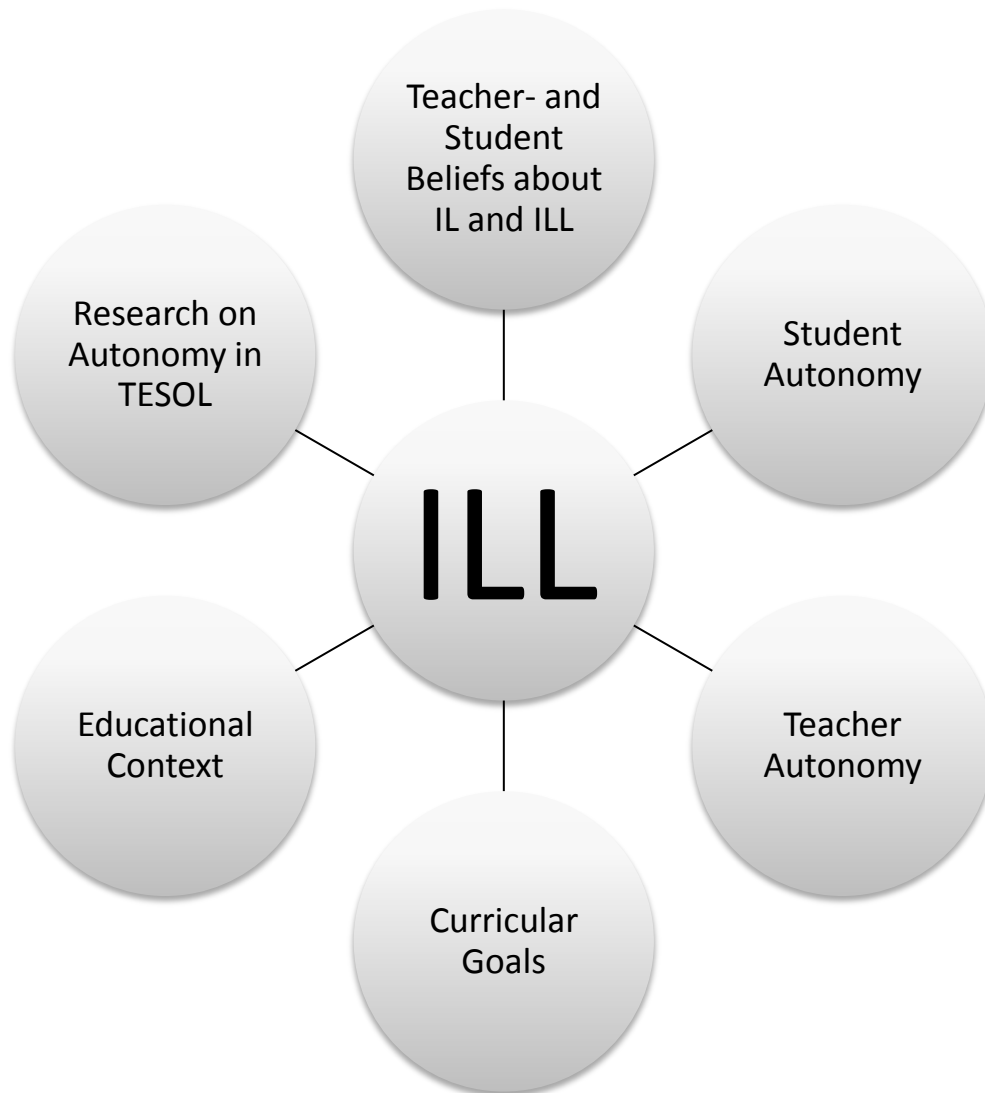 Teacher- and
Student
Beliefs about
IL and ILL
Research on
Autonomy in
TESOL
Student
Autonomy
ILL
Educational
Context
Teacher
Autonomy
Curricular
Goals